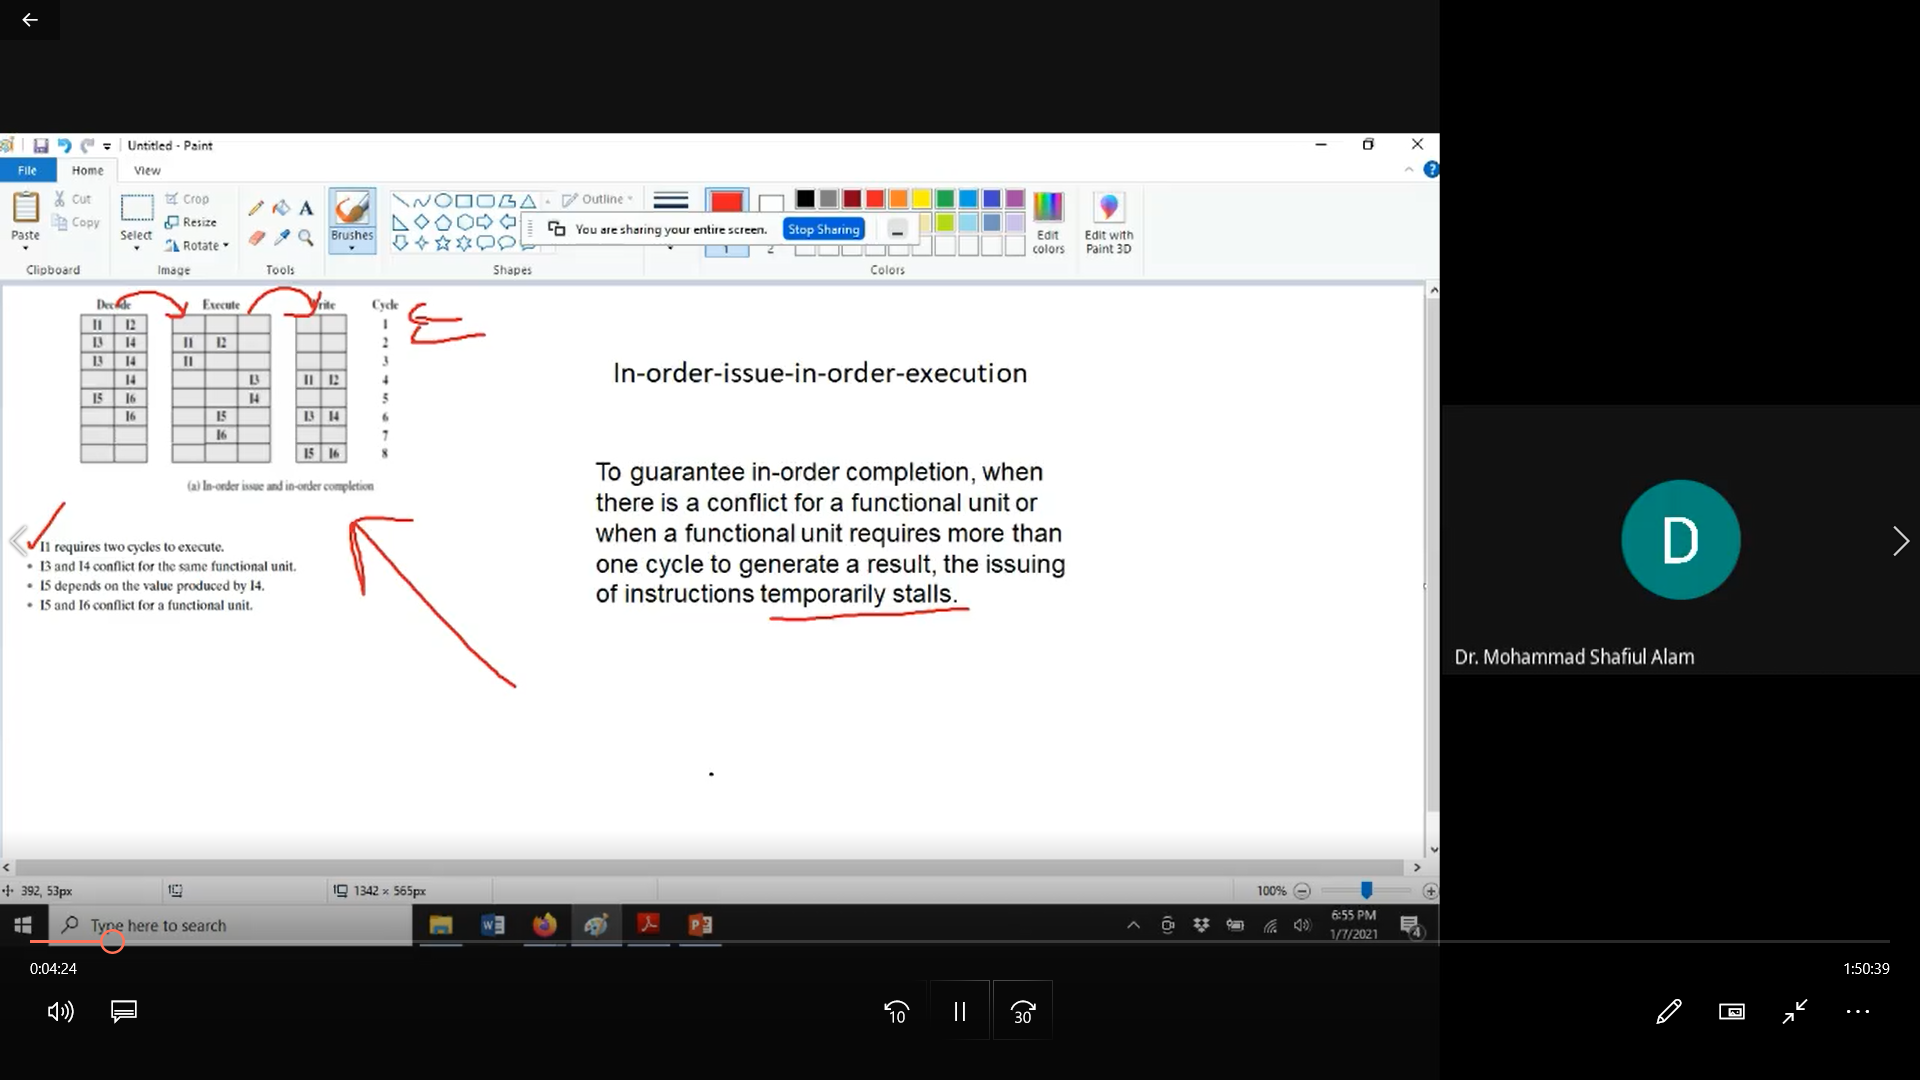 Untitled - Paint
File Home View
Cut
Copy
Paste
Clipboard
Crop
Resize
Rotate
Select
Image
Tools
Brushes
Outline
Shapes
You are sharing your entire screen. Stop Sharing
1
2
Colors
Edit colors
Edit with Paint 3D
Decode Execute Write Cycle
I1 I2 1
I3 I4 I1 I2 2
I3 I4 I1 3
I4 I3 I1 I2 4
I5 I6 I4 5
I6 I5 I3 I4 6
I6 7
I5 I6 8
(a) In-order issue and in-order completion
I1 requires two cycles to execute.
• I3 and I4 conflict for the same functional unit.
• I5 depends on the value produced by I4.
• I5 and I6 conflict for a functional unit.
In-order-issue-in-order-execution
To guarantee in-order completion, when
there is a conflict for a functional unit or
when a functional unit requires more than
one cycle to generate a result, the issuing
of instructions temporarily stalls.
D
Dr. Mohammad Shafiul Alam
392, 53px
1342 × 565px
100%
Type here to search
6:55 PM
1/7/2021
4
0:04:24
1:50:39
10
30